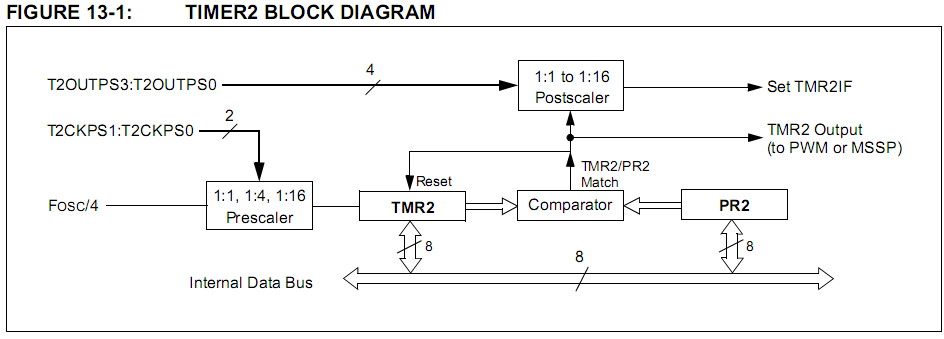 FIGURE 13-1: TIMER2 BLOCK DIAGRAM
T2OUTPS3:T2OUTPS0
4
1:1 to 1:16
Postscaler
Set TMR2IF
T2CKPS1:T2CKPS0
2
TMR2 Output
(to PWM or MSSP)
TMR2/PR2
Match
Reset
FOSC/4
1:1, 1:4, 1:16
Prescaler
TMR2
Comparator
PR2
8
8
8
Internal Data Bus